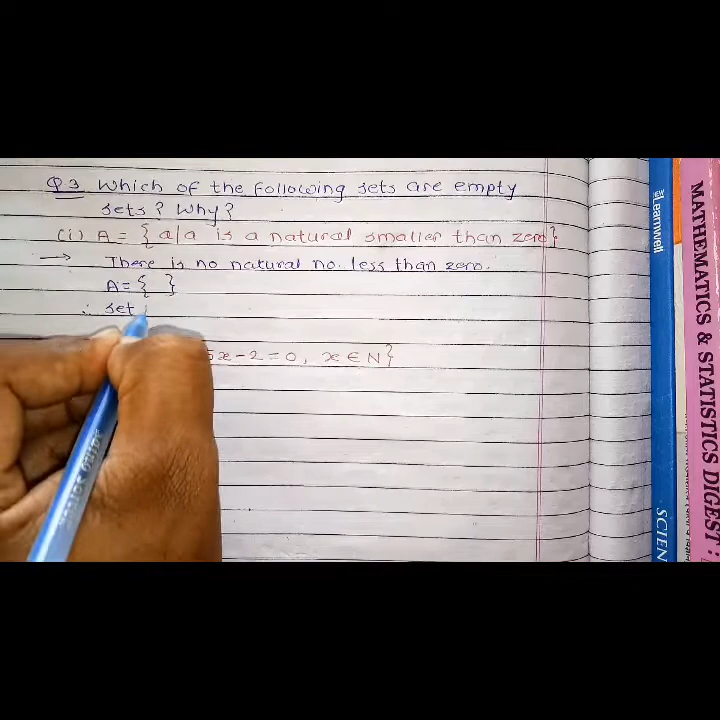 Q3 Which of the following sets are empty
sets? Why?
(i) A = { a/a is a natural smaller than zero}
→ There is no natural no. less than zero.
A = { }
∴ set
x - 2 = 0, x ∈ N}
Learnwell
SCIEN
MATHEMATICS & STATISTICS DIGEST :